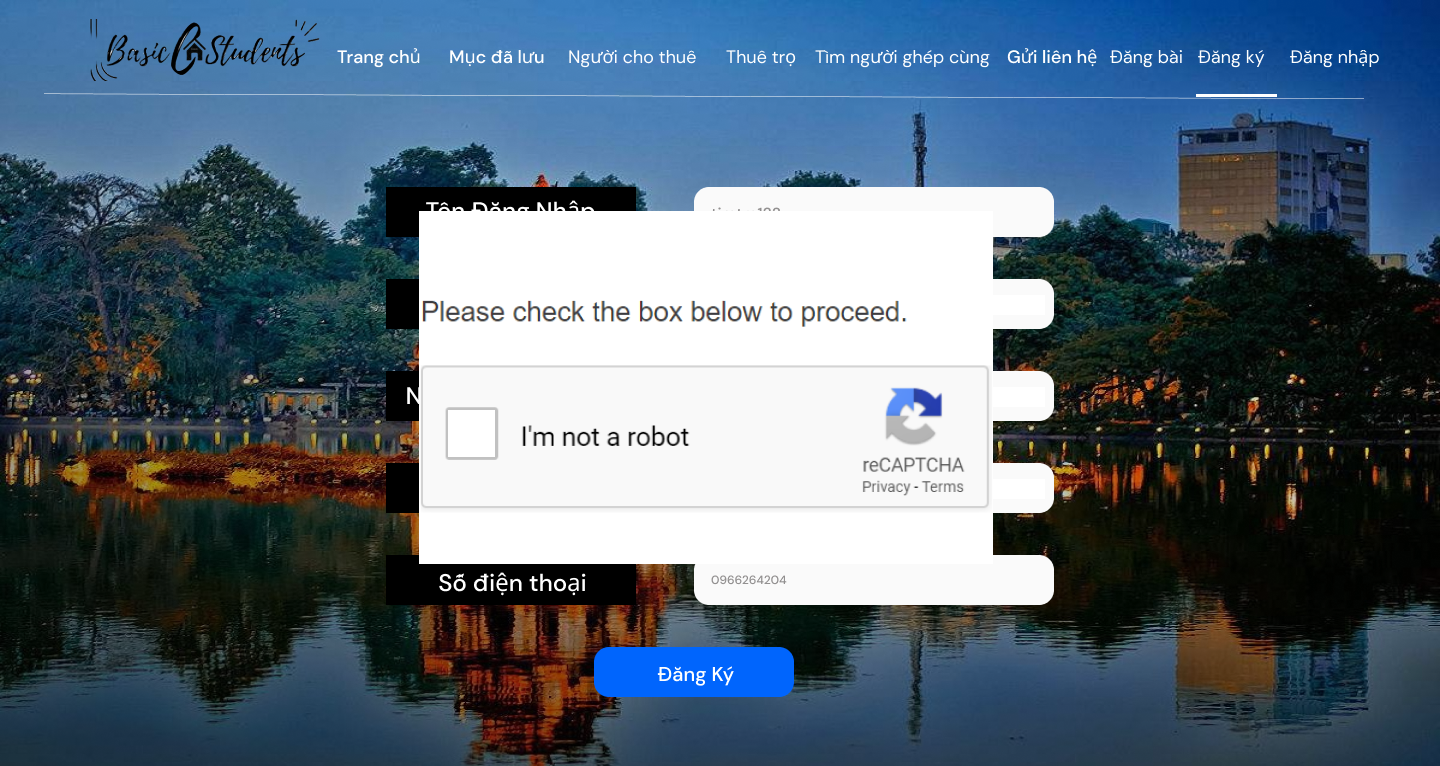 Basic Students
Trang chủ Mục đã lưu Người cho thuê Thuê trọ Tìm người ghép cùng Gửi liên hệ Đăng bài Đăng ký Đăng nhập
Tên Đăng Nhập
Please check the box below to proceed.
N
I'm not a robot
reCAPTCHA
Privacy - Terms
Số điện thoại 0966264204
Đăng Ký